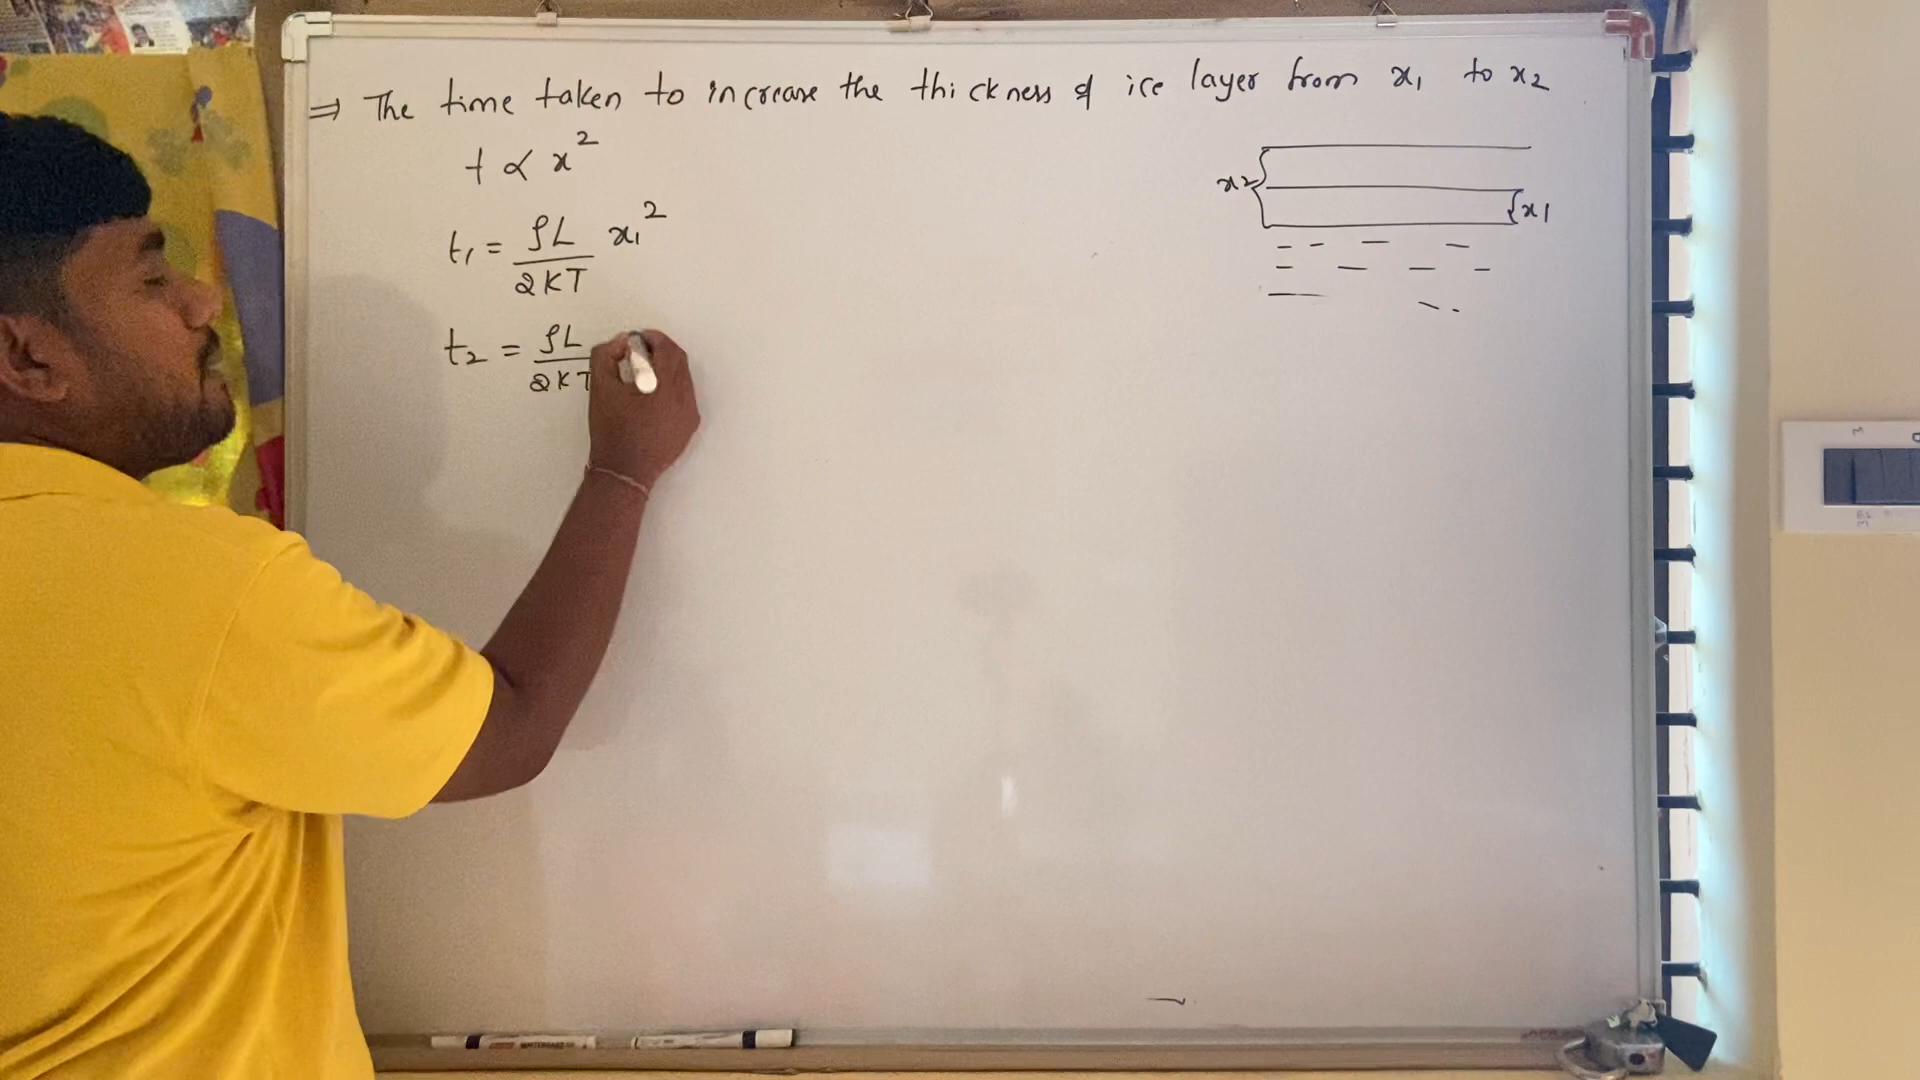 ⇒ The time taken to increase the thickness of ice layer from x₁ to x₂
t ∝ x²
t₁ = ρL / 2KT x₁²
t₂ = ρL / 2KT
x₂
x₁